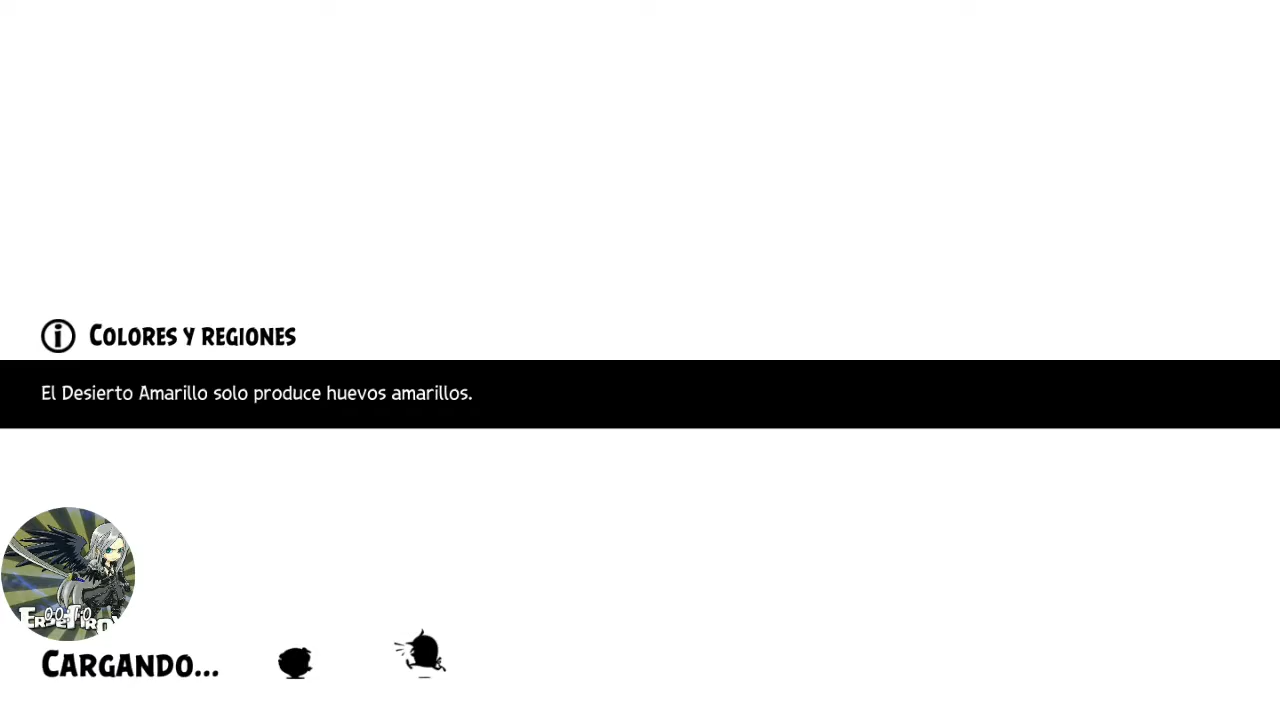 Colores y regiones
El Desierto Amarillo solo produce huevos amarillos.
Cargando...